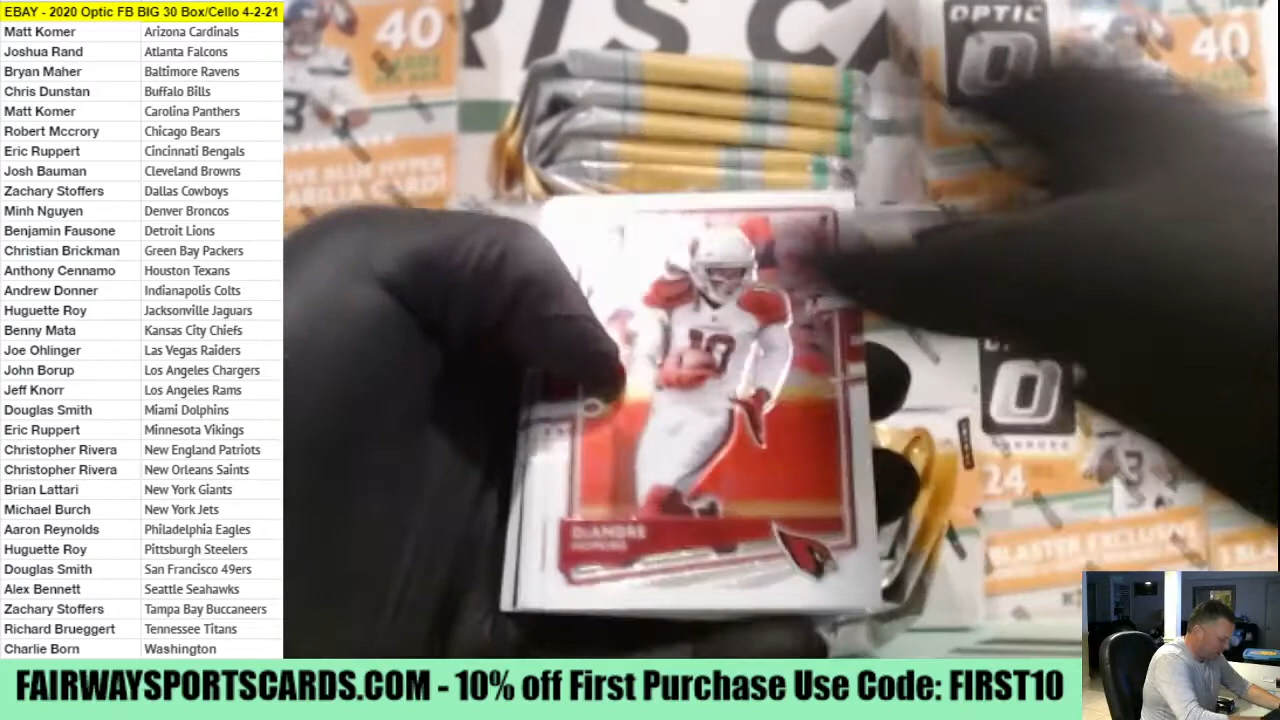 EBAY - 2020 Optic FB BIG 30 Box/Cello 4-2-21
Matt Komer Arizona Cardinals
Joshua Rand Atlanta Falcons
Bryan Maher Baltimore Ravens
Chris Dunstan Buffalo Bills
Matt Komer Carolina Panthers
Robert Mccrory Chicago Bears
Eric Ruppert Cincinnati Bengals
Josh Bauman Cleveland Browns
Zachary Stoffers Dallas Cowboys
Minh Nguyen Denver Broncos
Benjamin Fausone Detroit Lions
Christian Brickman Green Bay Packers
Anthony Cennamo Houston Texans
Andrew Donner Indianapolis Colts
Huguette Roy Jacksonville Jaguars
Benny Mata Kansas City Chiefs
Joe Ohlinger Las Vegas Raiders
John Borup Los Angeles Chargers
Jeff Knorr Los Angeles Rams
Douglas Smith Miami Dolphins
Eric Ruppert Minnesota Vikings
Christopher Rivera New England Patriots
Christopher Rivera New Orleans Saints
Brian Lattari New York Giants
Michael Burch New York Jets
Aaron Reynolds Philadelphia Eagles
Huguette Roy Pittsburgh Steelers
Douglas Smith San Francisco 49ers
Alex Bennett Seattle Seahawks
Zachary Stoffers Tampa Bay Buccaneers
Richard Brueggert Tennessee Titans
Charlie Born Washington
40
OPTIC
40
10
DEANDRE
HOPKINS
24
BLASTER EXCLUSIVE
FAIRWAYSPORTSCARDS.COM - 10% off First Purchase Use Code: FIRST10